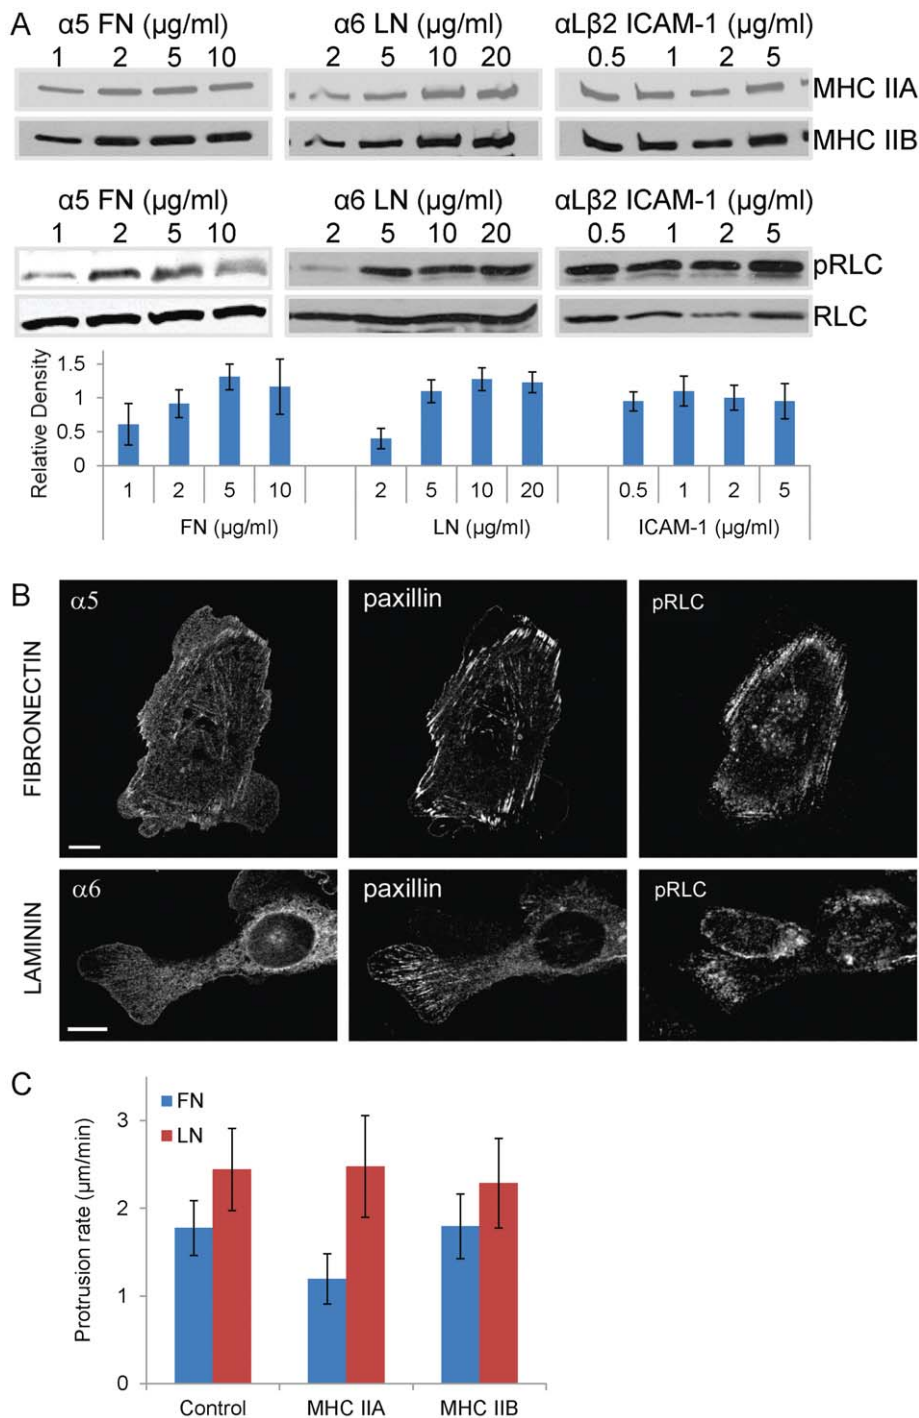 A
α5 FN (µg/ml) α6 LN (µg/ml) αLβ2 ICAM-1 (µg/ml)
1 2 5 10 2 5 10 20 0.5 1 2 5
MHC IIA
MHC IIB
α5 FN (µg/ml) α6 LN (µg/ml) αLβ2 ICAM-1 (µg/ml)
1 2 5 10 2 5 10 20 0.5 1 2 5
pRLC
RLC
Relative Density
1.5
1
0.5
0
1 2 5 10 2 5 10 20 0.5 1 2 5
FN (µg/ml) LN (µg/ml) ICAM-1 (µg/ml)
B
FIBRONECTIN
α5 paxillin pRLC
LAMININ
α6 paxillin pRLC
C
Protrusion rate (µm/min)
FN
LN
3
2
1
0
Control MHC IIA MHC IIB